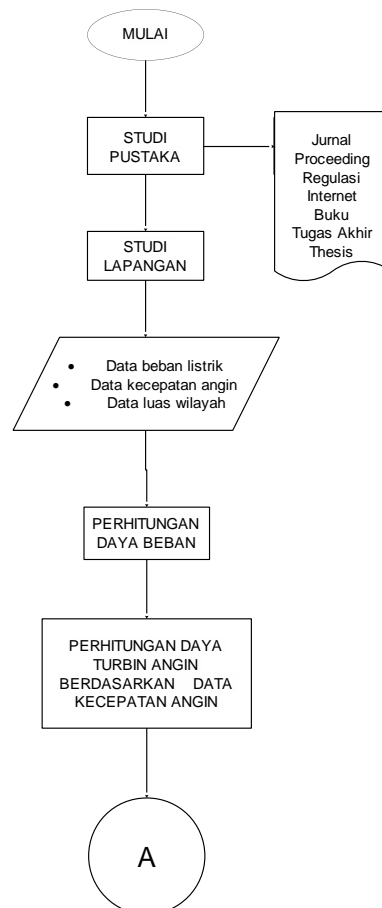 MULAI
STUDI
PUSTAKA
Jurnal
Proceeding
Regulasi
Internet
Buku
Tugas Akhir
Thesis
STUDI
LAPANGAN
• Data beban listrik
• Data kecepatan angin
• Data luas wilayah
PERHITUNGAN
DAYA BEBAN
PERHITUNGAN DAYA
TURBIN ANGIN
BERDASARKAN DATA
KECEPATAN ANGIN
A